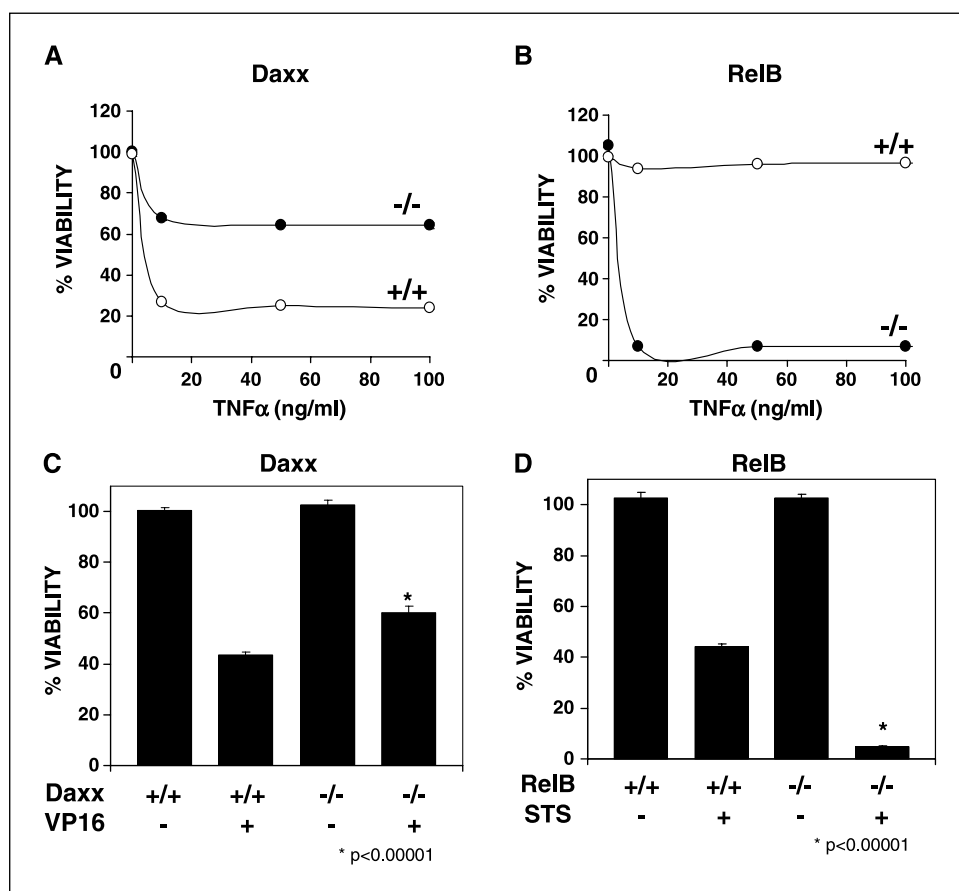 A
Daxx
120
100
80
60
40
20
0
% VIABILITY
-/-
+/+
20 40 60 80 100
TNFα (ng/ml)
B
RelB
120
100
80
60
40
20
0
% VIABILITY
+/+
-/-
20 40 60 80 100
TNFα (ng/ml)
C
Daxx
100
80
60
40
20
0
% VIABILITY
*
Daxx +/+ +/+ -/- -/-
VP16 - + - +
* p<0.00001
D
RelB
100
80
60
40
20
0
% VIABILITY
*
RelB +/+ +/+ -/- -/-
STS - + - +
* p<0.00001